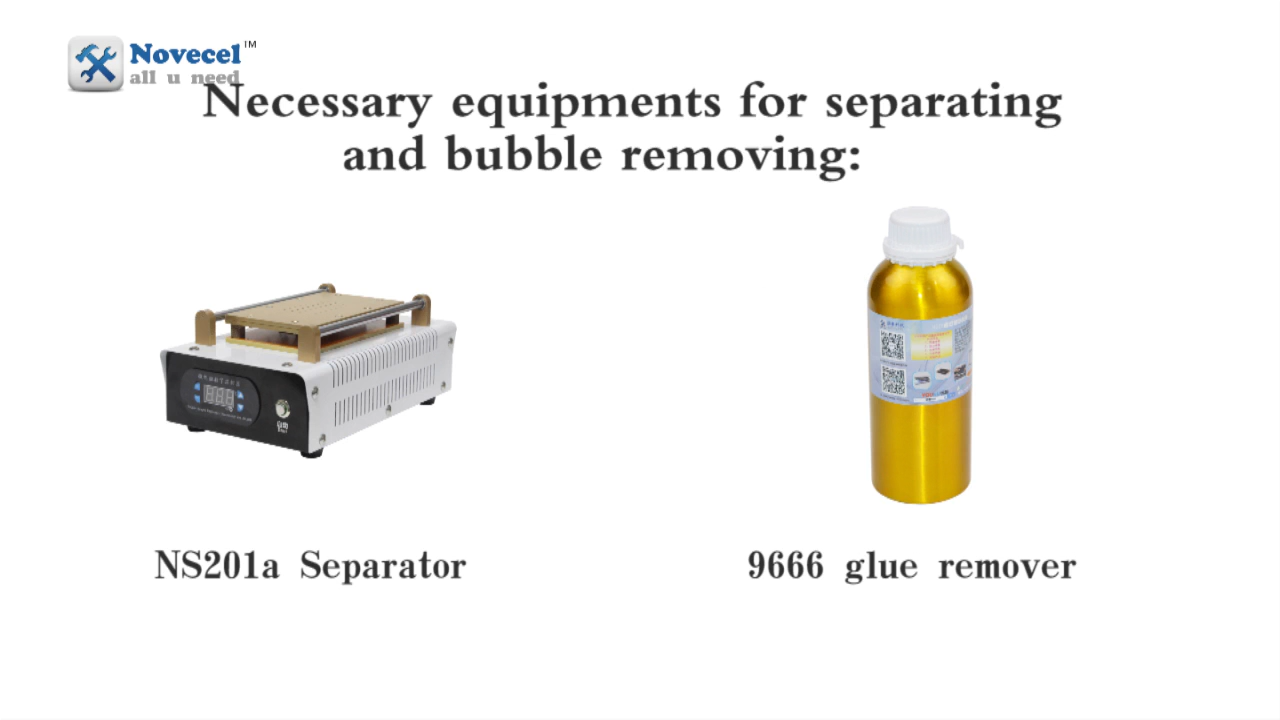 Novecel™
all u need
Necessary equipments for separating
and bubble removing:
NS201a Separator
9666 glue remover